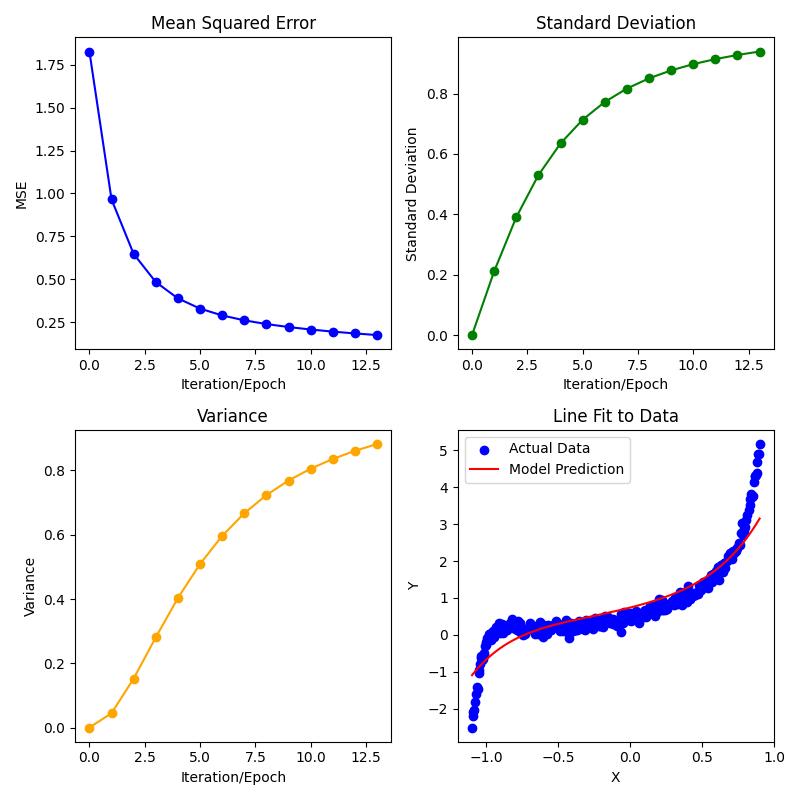 Mean Squared Error
MSE
1.75
1.50
1.25
1.00
0.75
0.50
0.25
0.0 2.5 5.0 7.5 10.0 12.5
Iteration/Epoch
Standard Deviation
Standard Deviation
0.8
0.6
0.4
0.2
0.0
0.0 2.5 5.0 7.5 10.0 12.5
Iteration/Epoch
Variance
Variance
0.8
0.6
0.4
0.2
0.0
0.0 2.5 5.0 7.5 10.0 12.5
Iteration/Epoch
Line Fit to Data
Actual Data
Model Prediction
Y
5
4
3
2
1
0
−1
−2
−1.0 −0.5 0.0 0.5 1.0
X